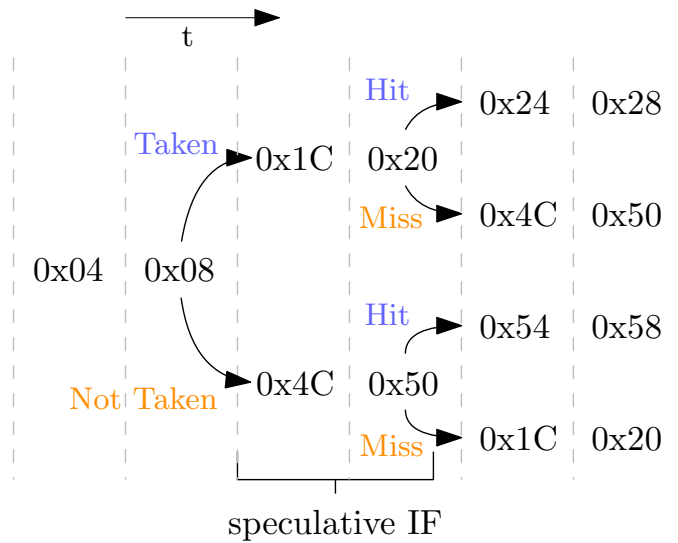 t
Hit
0x24 0x28
Taken
0x1C 0x20
Miss
0x4C 0x50
0x04 0x08
Hit
0x54 0x58
Not Taken
0x4C 0x50
Miss
0x1C 0x20
speculative IF